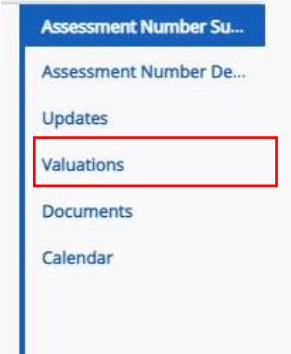 Assessment Number Su...
Assessment Number De...
Updates
Valuations
Documents
Calendar